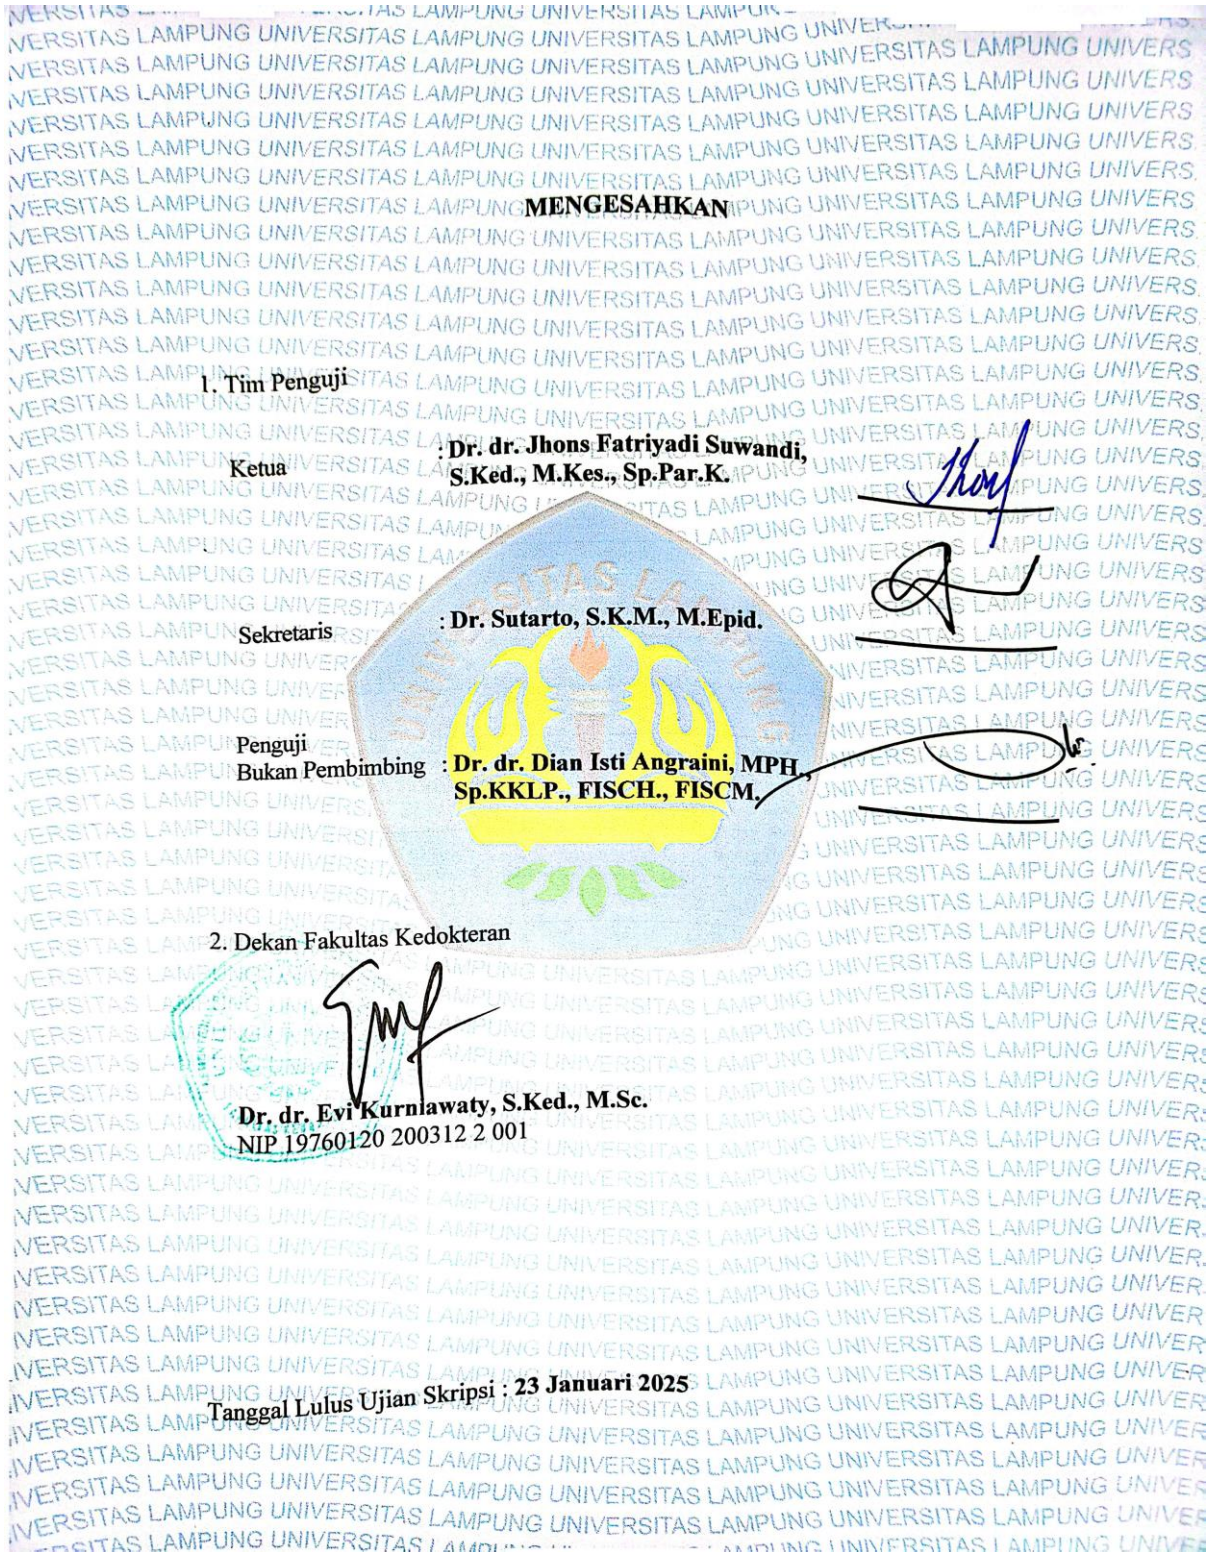 MENGESAHKAN
1. Tim Penguji
Ketua : Dr. dr. Jhons Fatriyadi Suwandi,
S.Ked., M.Kes., Sp.Par.K.
UNIVERSITAS LAMPUNG
Sekretaris : Dr. Sutarto, S.K.M., M.Epid.
Penguji
Bukan Pembimbing : Dr. dr. Dian Isti Angraini, MPH.,
Sp.KKLP., FISCH., FISCM.
2. Dekan Fakultas Kedokteran
Dr. dr. Evi Kurniawaty, S.Ked., M.Sc.
NIP 19760120 200312 2 001
Tanggal Lulus Ujian Skripsi : 23 Januari 2025